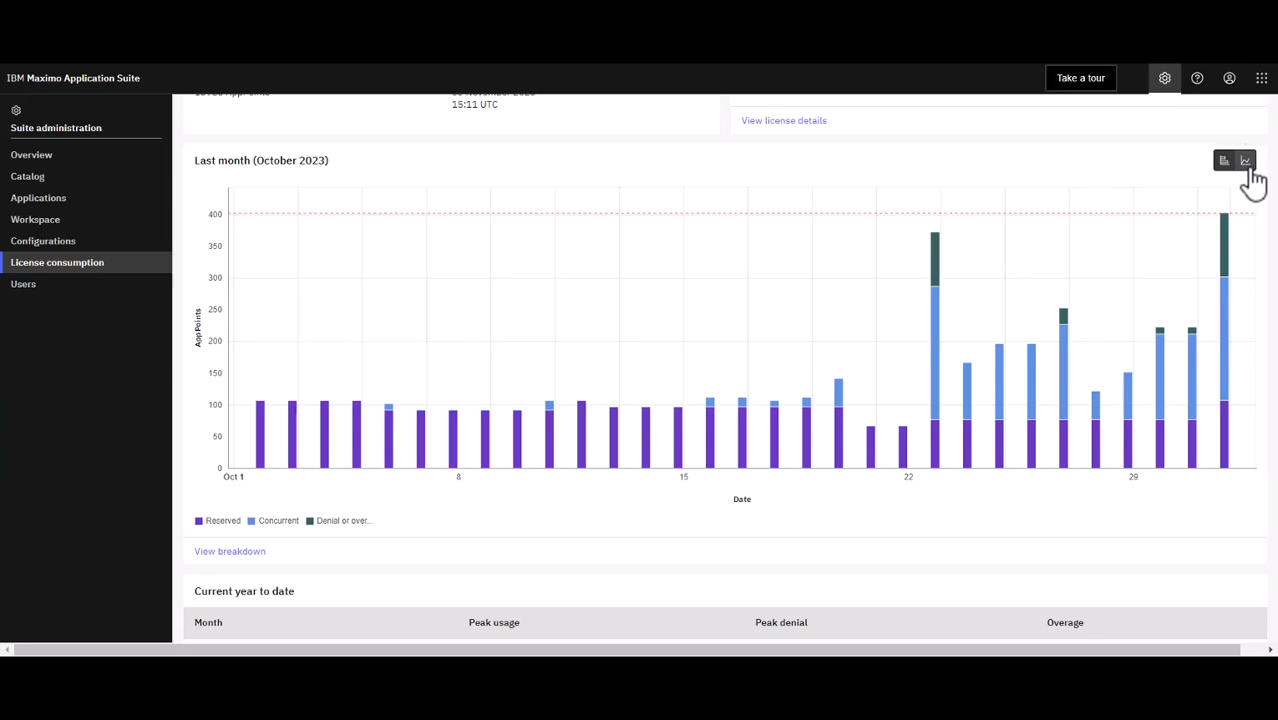 IBM Maximo Application Suite
Take a tour
Suite administration
Overview
Catalog
Applications
Workspace
Configurations
License consumption
Users
15:11 UTC
View license details
Last month (October 2023)
400
350
300
250
200
150
100
50
0
AppPoints
Oct 1 8 15 22 29
Date
Reserved Concurrent Denial or over...
View breakdown
Current year to date
Month Peak usage Peak denial Overage